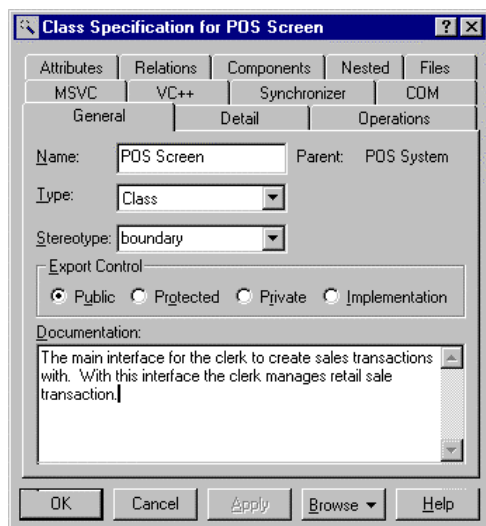 Class Specification for POS Screen
Attributes Relations Components Nested Files
MSVC VC++ Synchronizer COM
General Detail Operations
Name: POS Screen Parent: POS System
Type: Class
Stereotype: boundary
Export Control
Public Protected Private Implementation
Documentation:
The main interface for the clerk to create sales transactions
with. With this interface the clerk manages retail sale
transaction.
OK Cancel Apply Browse Help